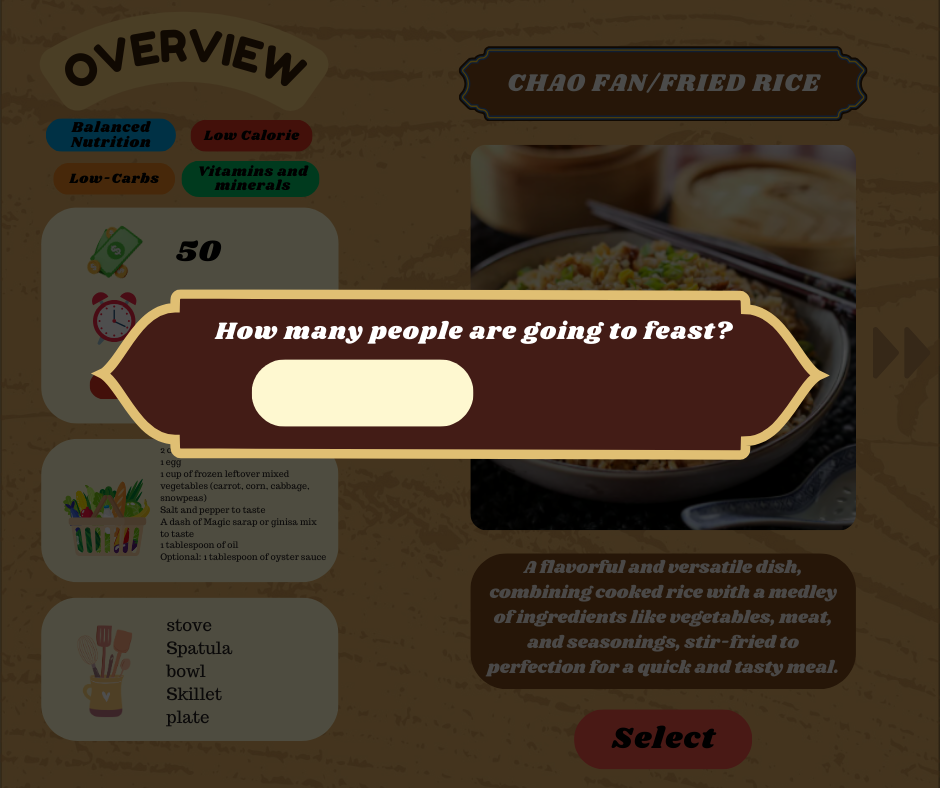 OVERVIEW
Balanced
Nutrition
Low Calorie
Low-Carbs
Vitamins and
minerals
50
1 egg
1 cup of frozen leftover mixed
vegetables (carrot, corn, cabbage,
snowpeas)
Salt and pepper to taste
A dash of Magic sarap or ginisa mix
to taste
1 tablespoon of oil
Optional: 1 tablespoon of oyster sauce
stove
Spatula
bowl
Skillet
plate
CHAO FAN/FRIED RICE
How many people are going to feast?
A flavorful and versatile dish,
combining cooked rice with a medley
of ingredients like vegetables, meat,
and seasonings, stir-fried to
perfection for a quick and tasty meal.
Select